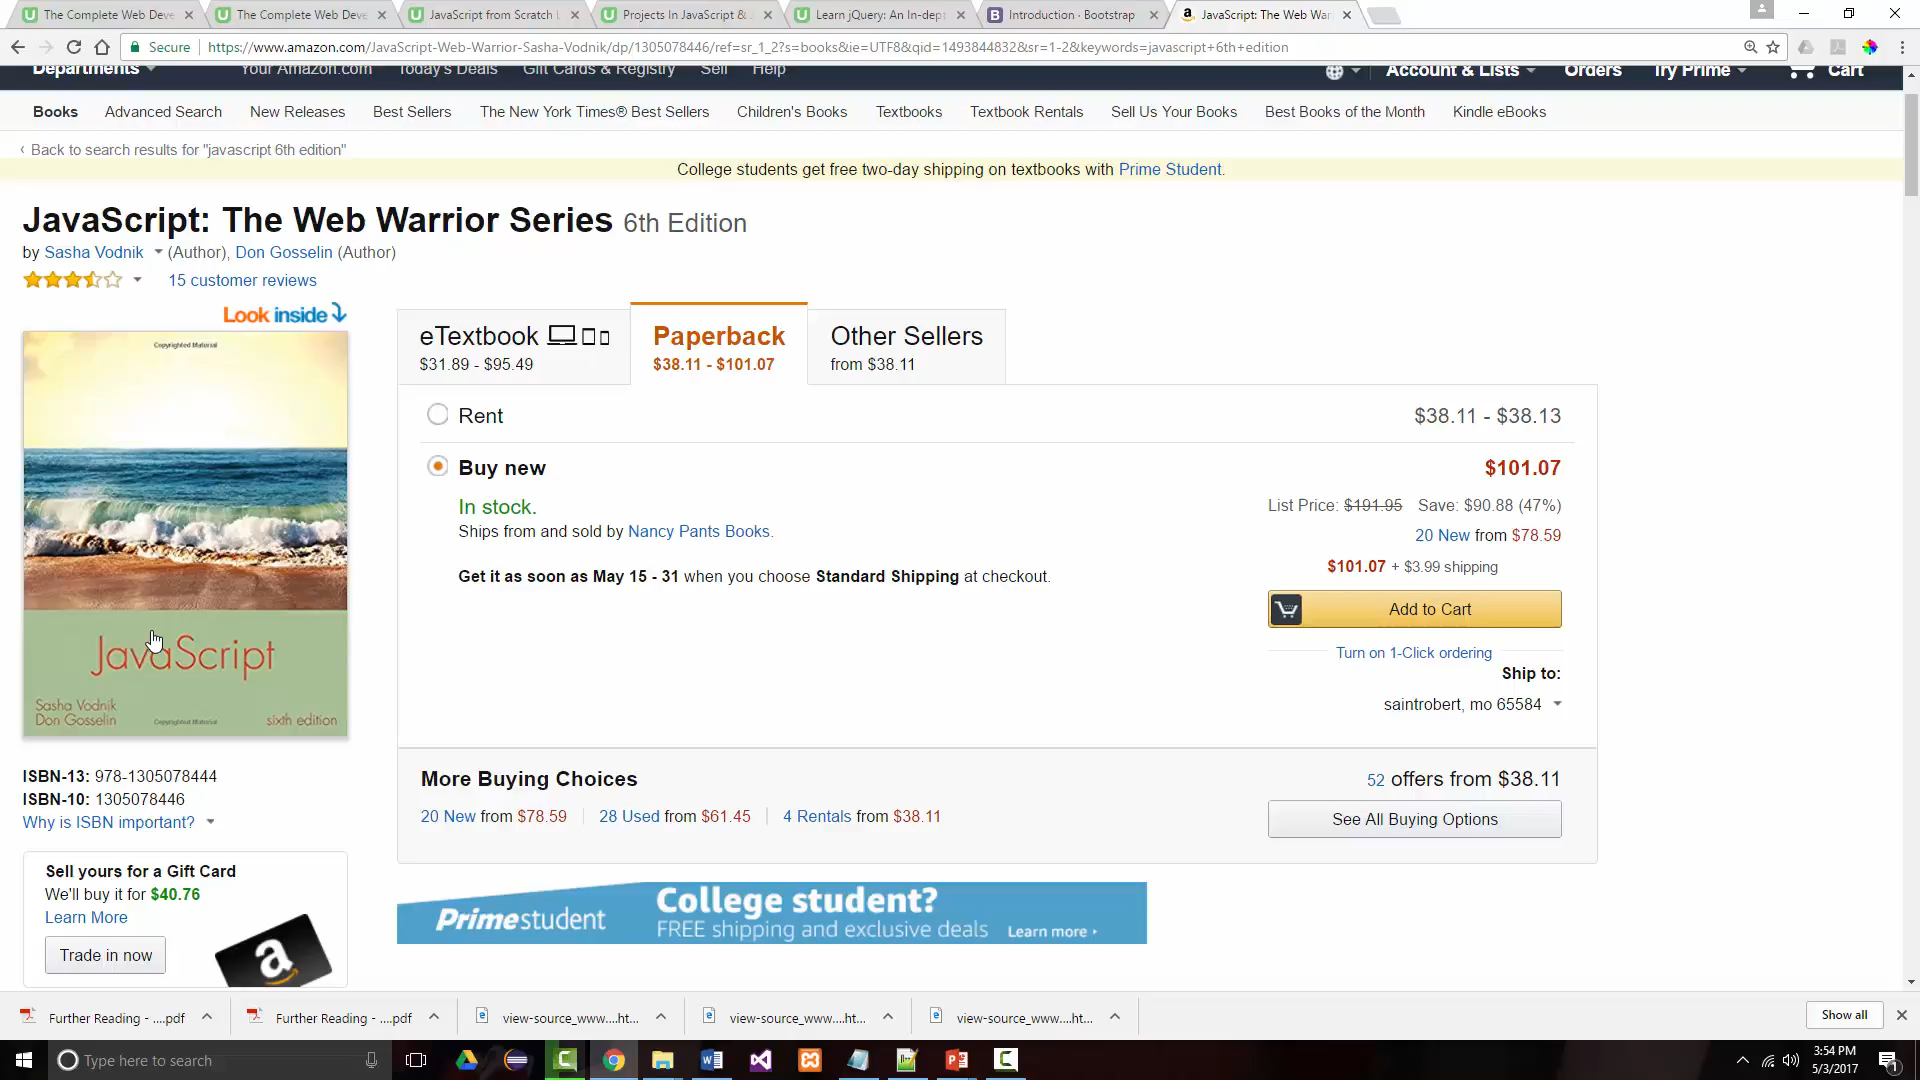 The Complete Web Deve
The Complete Web Deve
JavaScript from Scratch
Projects In JavaScript &
Learn jQuery: An In-dept
Introduction · Bootstrap
JavaScript: The Web War
Secure
https://www.amazon.com/JavaScript-Web-Warrior-Sasha-Vodnik/dp/1305078446/ref=sr_1_2?s=books&ie=UTF8&qid=1493844832&sr=1-2&keywords=javascript+6th+edition
Departments Your Amazon.com Today's Deals Gift Cards & Registry Sell Help Account & Lists Orders Try Prime Cart
Books Advanced Search New Releases Best Sellers The New York Times® Best Sellers Children's Books Textbooks Textbook Rentals Sell Us Your Books Best Books of the Month Kindle eBooks
‹ Back to search results for "javascript 6th edition"
College students get free two-day shipping on textbooks with Prime Student.
JavaScript: The Web Warrior Series 6th Edition
by Sasha Vodnik (Author), Don Gosselin (Author)
15 customer reviews
Look inside
Copyrighted Material
JavaScript
Sasha Vodnik
Don Gosselin
Copyrighted Material
sixth edition
ISBN-13: 978-1305078444
ISBN-10: 1305078446
Why is ISBN important?
Sell yours for a Gift Card
We'll buy it for $40.76
Learn More
Trade in now
a
eTextbook
$31.89 - $95.49
Paperback
$38.11 - $101.07
Other Sellers
from $38.11
Rent $38.11 - $38.13
Buy new $101.07
In stock.
Ships from and sold by Nancy Pants Books.
Get it as soon as May 15 - 31 when you choose Standard Shipping at checkout.
List Price: $191.95 Save: $90.88 (47%)
20 New from $78.59
$101.07 + $3.99 shipping
Add to Cart
Turn on 1-Click ordering
Ship to:
saintrobert, mo 65584
More Buying Choices
20 New from $78.59 28 Used from $61.45 4 Rentals from $38.11
52 offers from $38.11
See All Buying Options
Prime student
College student?
FREE shipping and exclusive deals Learn more ›
Further Reading - ....pdf
Further Reading - ....pdf
view-source_www....ht...
view-source_www....ht...
view-source_www....ht...
Show all
Type here to search
3:54 PM
5/3/2017
1